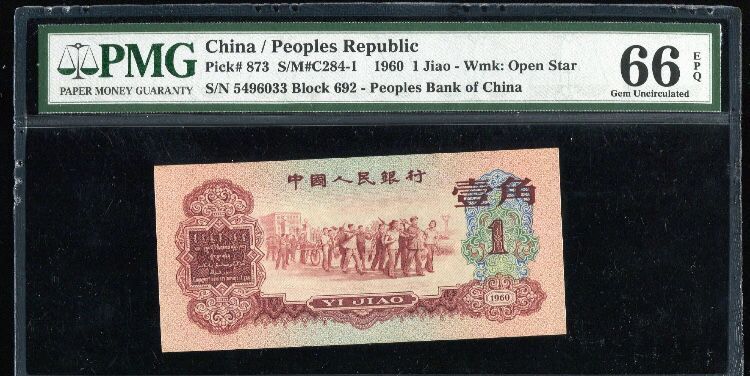 PMG
PAPER MONEY GUARANTY
China / Peoples Republic
Pick# 873 S/M#C284-1 1960 1 Jiao - Wmk: Open Star
S/N 5496033 Block 692 - Peoples Bank of China
66 EPQ
Gem Uncirculated
中國人民銀行
壹角
1
YI JIAO
1960